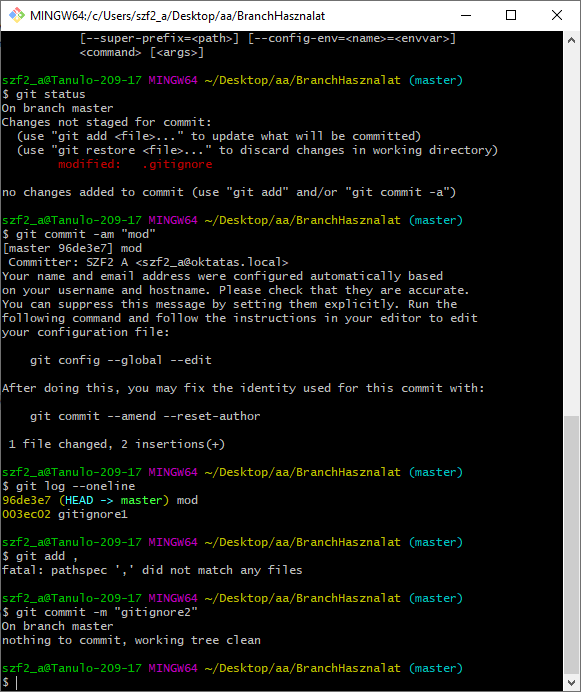 MINGW64:/c/Users/szf2_a/Desktop/aa/BranchHasznalat
[--super-prefix=<path>] [--config-env=<name>=<envvar>]
<command> [<args>]
szf2_a@Tanulo-209-17 MINGW64 ~/Desktop/aa/BranchHasznalat (master)
$ git status
On branch master
Changes not staged for commit:
(use "git add <file>..." to update what will be committed)
(use "git restore <file>..." to discard changes in working directory)
modified: .gitignore
no changes added to commit (use "git add" and/or "git commit -a")
szf2_a@Tanulo-209-17 MINGW64 ~/Desktop/aa/BranchHasznalat (master)
$ git commit -am "mod"
[master 96de3e7] mod
Committer: SZF2 A <szf2_a@oktatas.local>
Your name and email address were configured automatically based
on your username and hostname. Please check that they are accurate.
You can suppress this message by setting them explicitly. Run the
following command and follow the instructions in your editor to edit
your configuration file:
git config --global --edit
After doing this, you may fix the identity used for this commit with:
git commit --amend --reset-author
1 file changed, 2 insertions(+)
szf2_a@Tanulo-209-17 MINGW64 ~/Desktop/aa/BranchHasznalat (master)
$ git log --oneline
96de3e7 (HEAD -> master) mod
003ec02 gitignore1
szf2_a@Tanulo-209-17 MINGW64 ~/Desktop/aa/BranchHasznalat (master)
$ git add ,
fatal: pathspec ',' did not match any files
szf2_a@Tanulo-209-17 MINGW64 ~/Desktop/aa/BranchHasznalat (master)
$ git commit -m "gitignore2"
On branch master
nothing to commit, working tree clean
szf2_a@Tanulo-209-17 MINGW64 ~/Desktop/aa/BranchHasznalat (master)
$